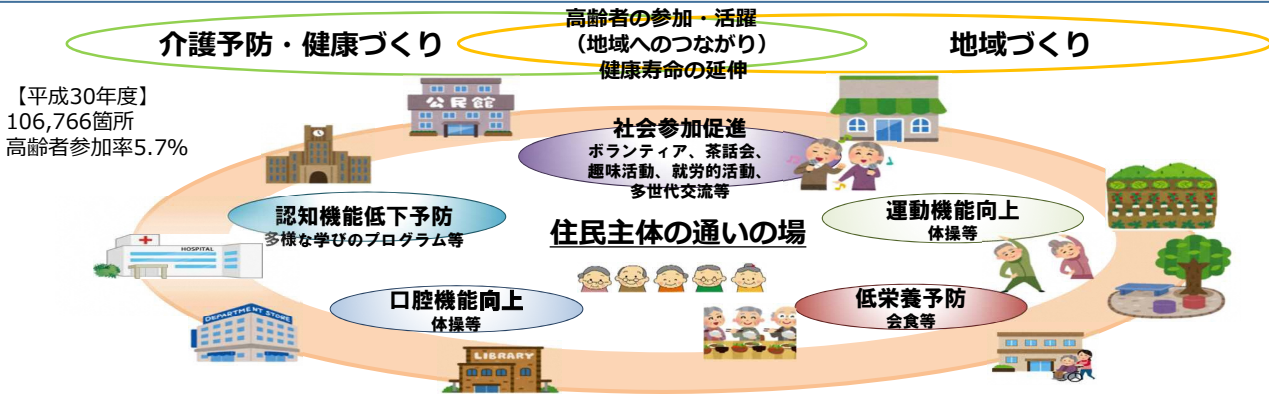 高齢者の参加・活躍
（地域へのつながり）
健康寿命の延伸
介護予防・健康づくり
地域づくり
【平成30年度】
106,766箇所
高齢者参加率5.7%
公民館
社会参加促進
ボランティア、茶話会、
趣味活動、就労的活動、
多世代交流等
認知機能低下予防
多様な学びのプログラム等
運動機能向上
体操等
住民主体の通いの場
HOSPITAL
口腔機能向上
体操等
低栄養予防
会食等
DEPARTMENT STORE
LIBRARY